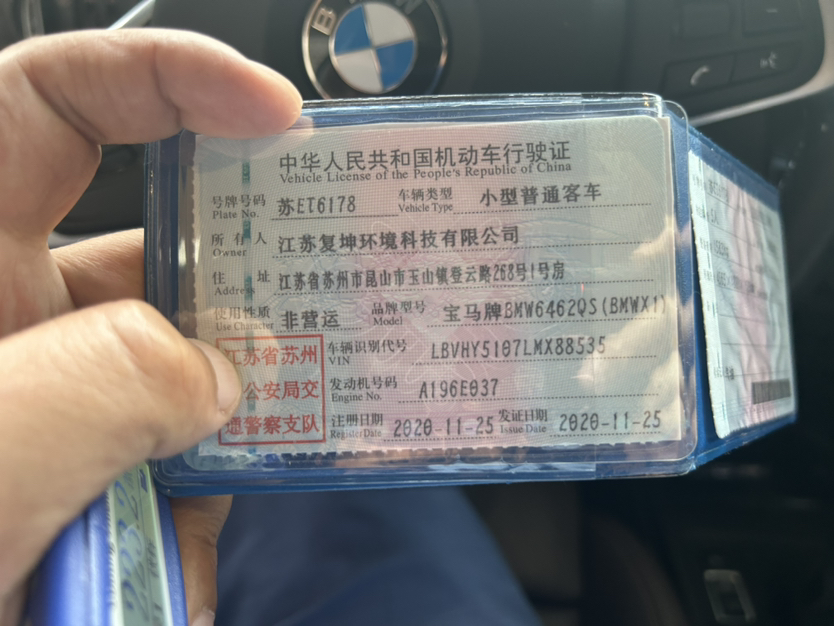 中华人民共和国机动车行驶证
Vehicle License of the People's Republic of China
号牌号码 苏ET6178 车辆类型 小型普通客车
Plate No. Vehicle Type
所有人 江苏复坤环境科技有限公司
Owner
住址 江苏省苏州市昆山市玉山镇登云路268号1号房
Address
使用性质 非营运 品牌型号 宝马牌BMW6462QS(BMWX1)
Use Character Model
江苏省苏州 车辆识别代号 LBVHY5107LMX88535
VIN
公安局交 发动机号码 A196E037
Engine No.
通警察支队 注册日期 2020-11-25 发证日期 2020-11-25
Register Date Issue Date